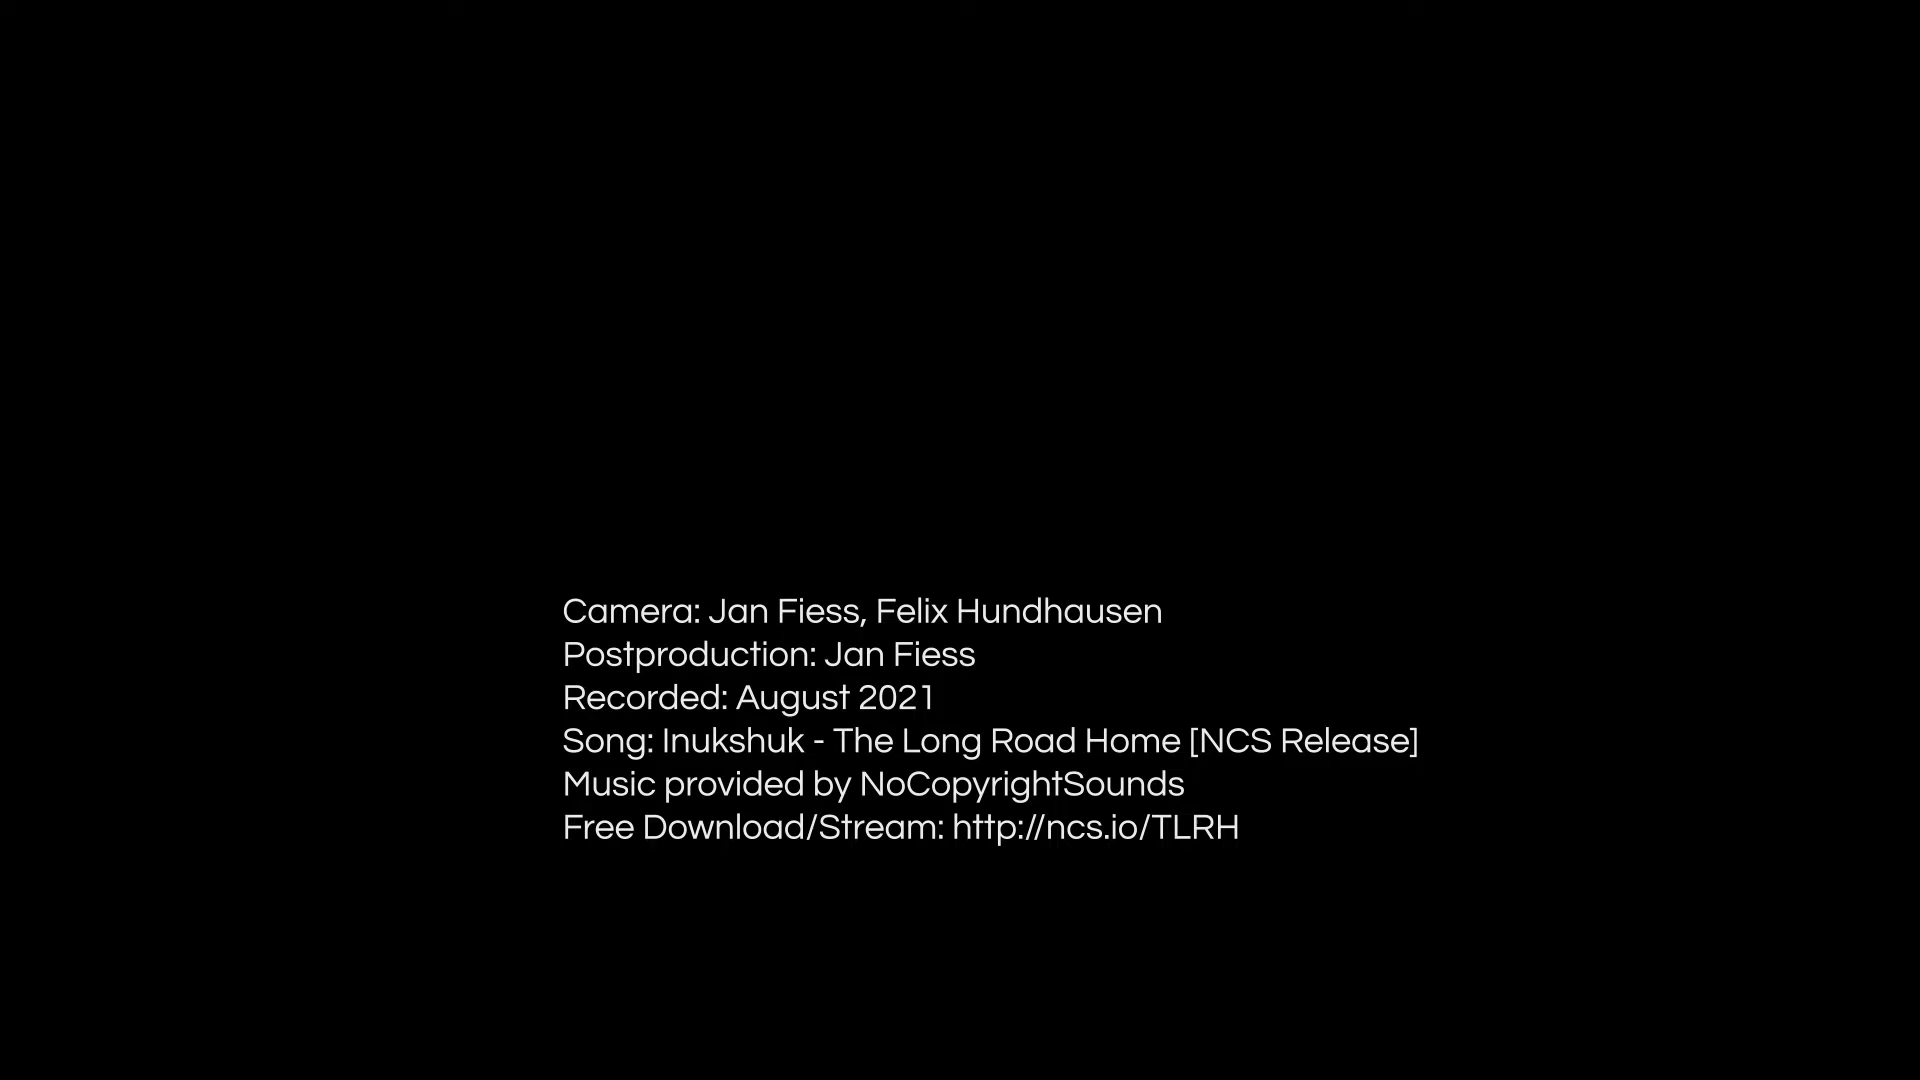 Camera: Jan Fiess, Felix Hundhausen
Postproduction: Jan Fiess
Recorded: August 2021
Song: Inukshuk - The Long Road Home [NCS Release]
Music provided by NoCopyrightSounds
Free Download/Stream: http://ncs.io/TLRH